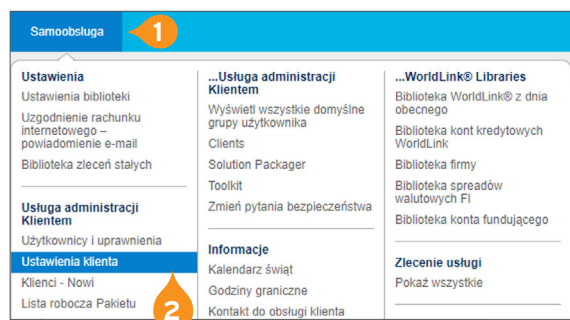 Samoobsługa
1
Ustawienia
Ustawienia biblioteki
Uzgodnienie rachunku
internetowego –
powiadomienie e-mail
Biblioteka zleceń stałych
Usługa administracji
Klientem
Użytkownicy i uprawnienia
Ustawienia klienta
Klienci - Nowi
Lista robocza Pakietu
2
...Usługa administracji
Klientem
Wyświetl wszystkie domyślne
grupy użytkownika
Clients
Solution Packager
Toolkit
Zmień pytania bezpieczeństwa
Informacje
Kalendarz świąt
Godziny graniczne
Kontakt do obsługi klienta
...WorldLink® Libraries
Biblioteka WorldLink® z dnia
obecnego
Biblioteka kont kredytowych
WorldLink
Biblioteka firmy
Biblioteka spreadów
walutowych FI
Biblioteka konta fundującego
Zlecenie usługi
Pokaż wszystkie